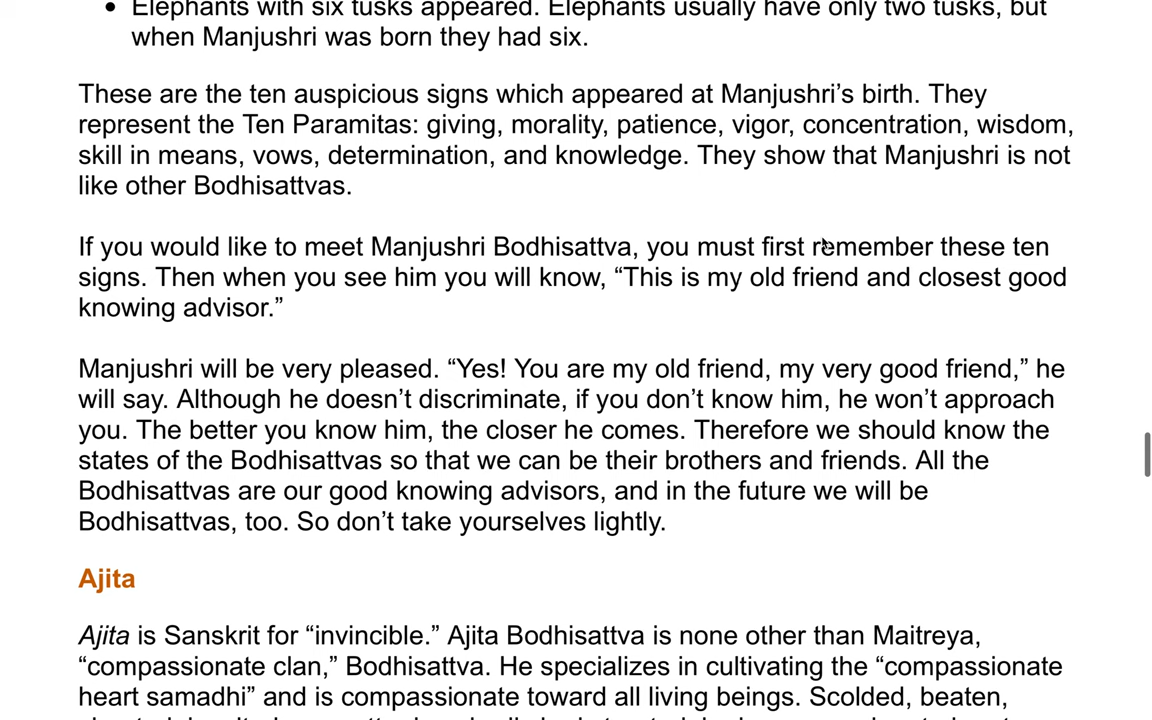 • Elephants with six tusks appeared. Elephants usually have only two tusks, but
when Manjushri was born they had six.
These are the ten auspicious signs which appeared at Manjushri’s birth. They
represent the Ten Paramitas: giving, morality, patience, vigor, concentration, wisdom,
skill in means, vows, determination, and knowledge. They show that Manjushri is not
like other Bodhisattvas.
If you would like to meet Manjushri Bodhisattva, you must first remember these ten
signs. Then when you see him you will know, “This is my old friend and closest good
knowing advisor.”
Manjushri will be very pleased. “Yes! You are my old friend, my very good friend,” he
will say. Although he doesn’t discriminate, if you don’t know him, he won’t approach
you. The better you know him, the closer he comes. Therefore we should know the
states of the Bodhisattvas so that we can be their brothers and friends. All the
Bodhisattvas are our good knowing advisors, and in the future we will be
Bodhisattvas, too. So don’t take yourselves lightly.
Ajita
Ajita is Sanskrit for “invincible.” Ajita Bodhisattva is none other than Maitreya,
“compassionate clan,” Bodhisattva. He specializes in cultivating the “compassionate
heart samadhi” and is compassionate toward all living beings. Scolded, beaten,